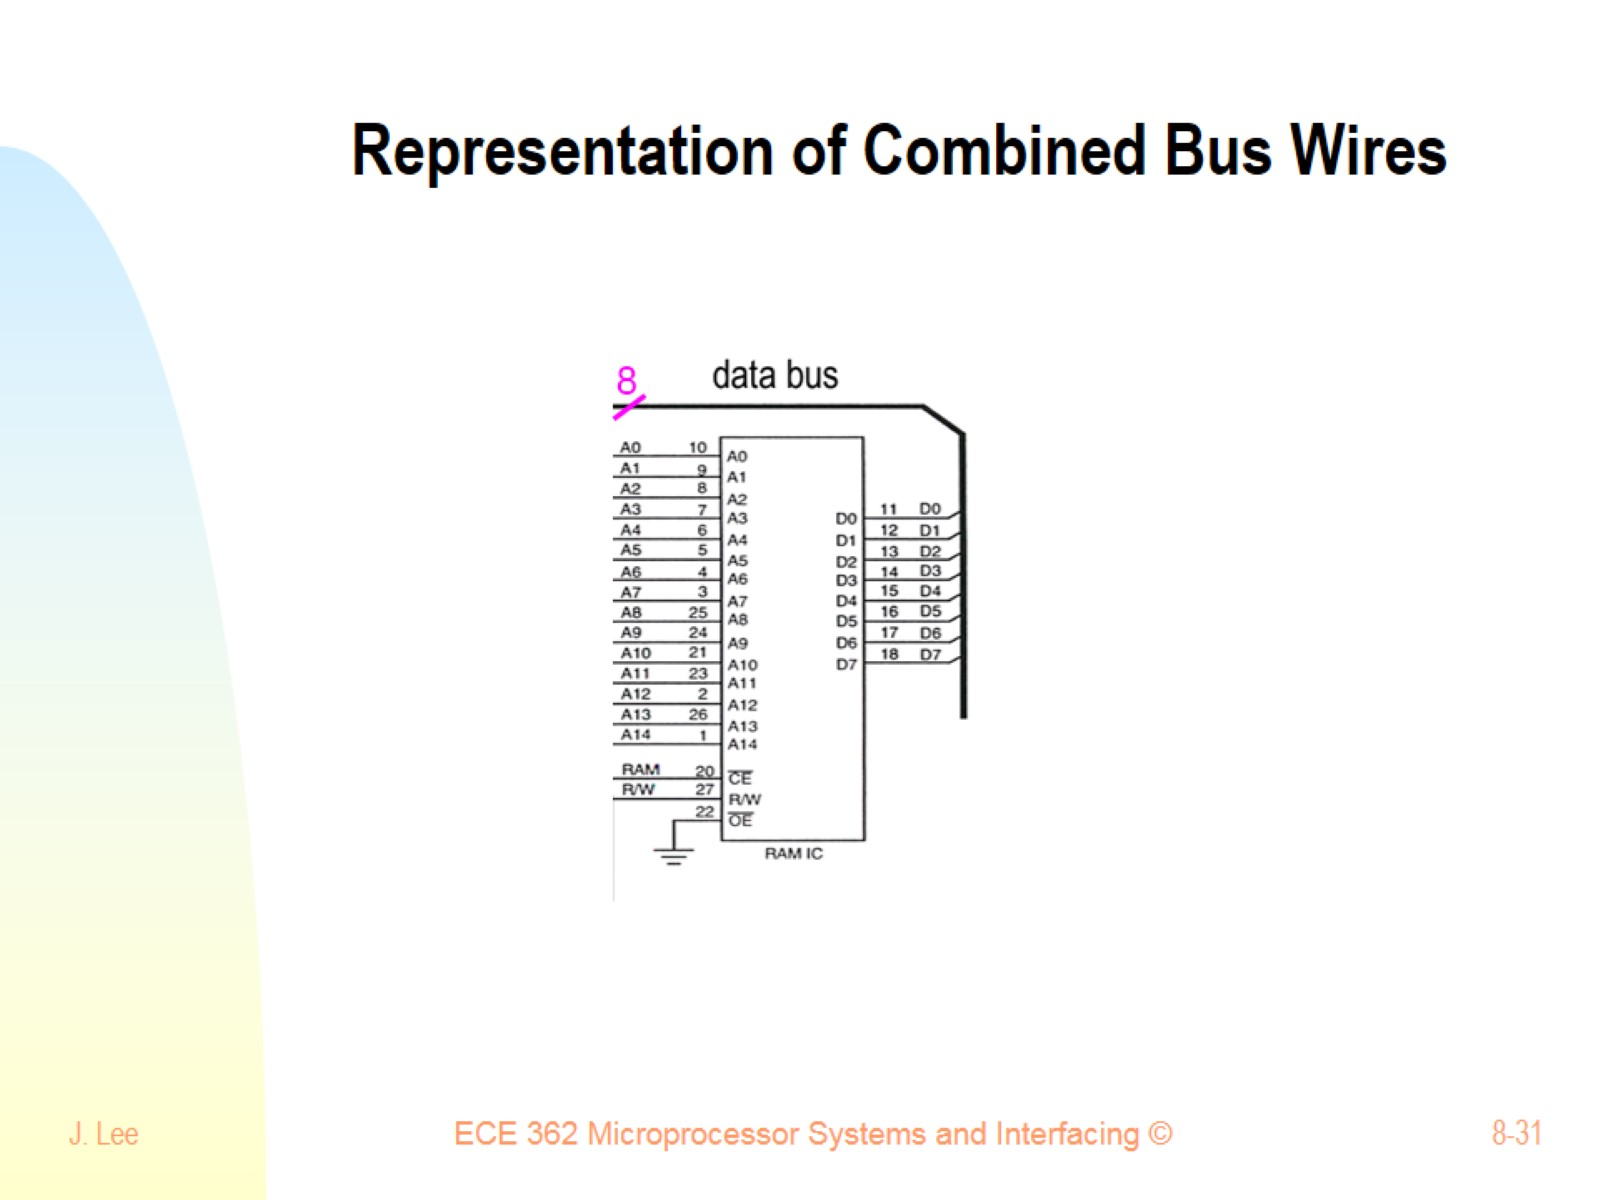 Representation of Combined Bus Wires
8 data bus
A0 10 A0
A1 9 A1
A2 8 A2
A3 7 A3 D0 11 D0
A4 6 A4 D1 12 D1
A5 5 A5 D2 13 D2
A6 4 A6 D3 14 D3
A7 3 A7 D4 15 D4
A8 25 A8 D5 16 D5
A9 24 A9 D6 17 D6
A10 21 A10 D7 18 D7
A11 23 A11
A12 2 A12
A13 26 A13
A14 1 A14
RAM 20 CE
R/W 27 R/W
22 OE
RAM IC
J. Lee ECE 362 Microprocessor Systems and Interfacing © 8-31